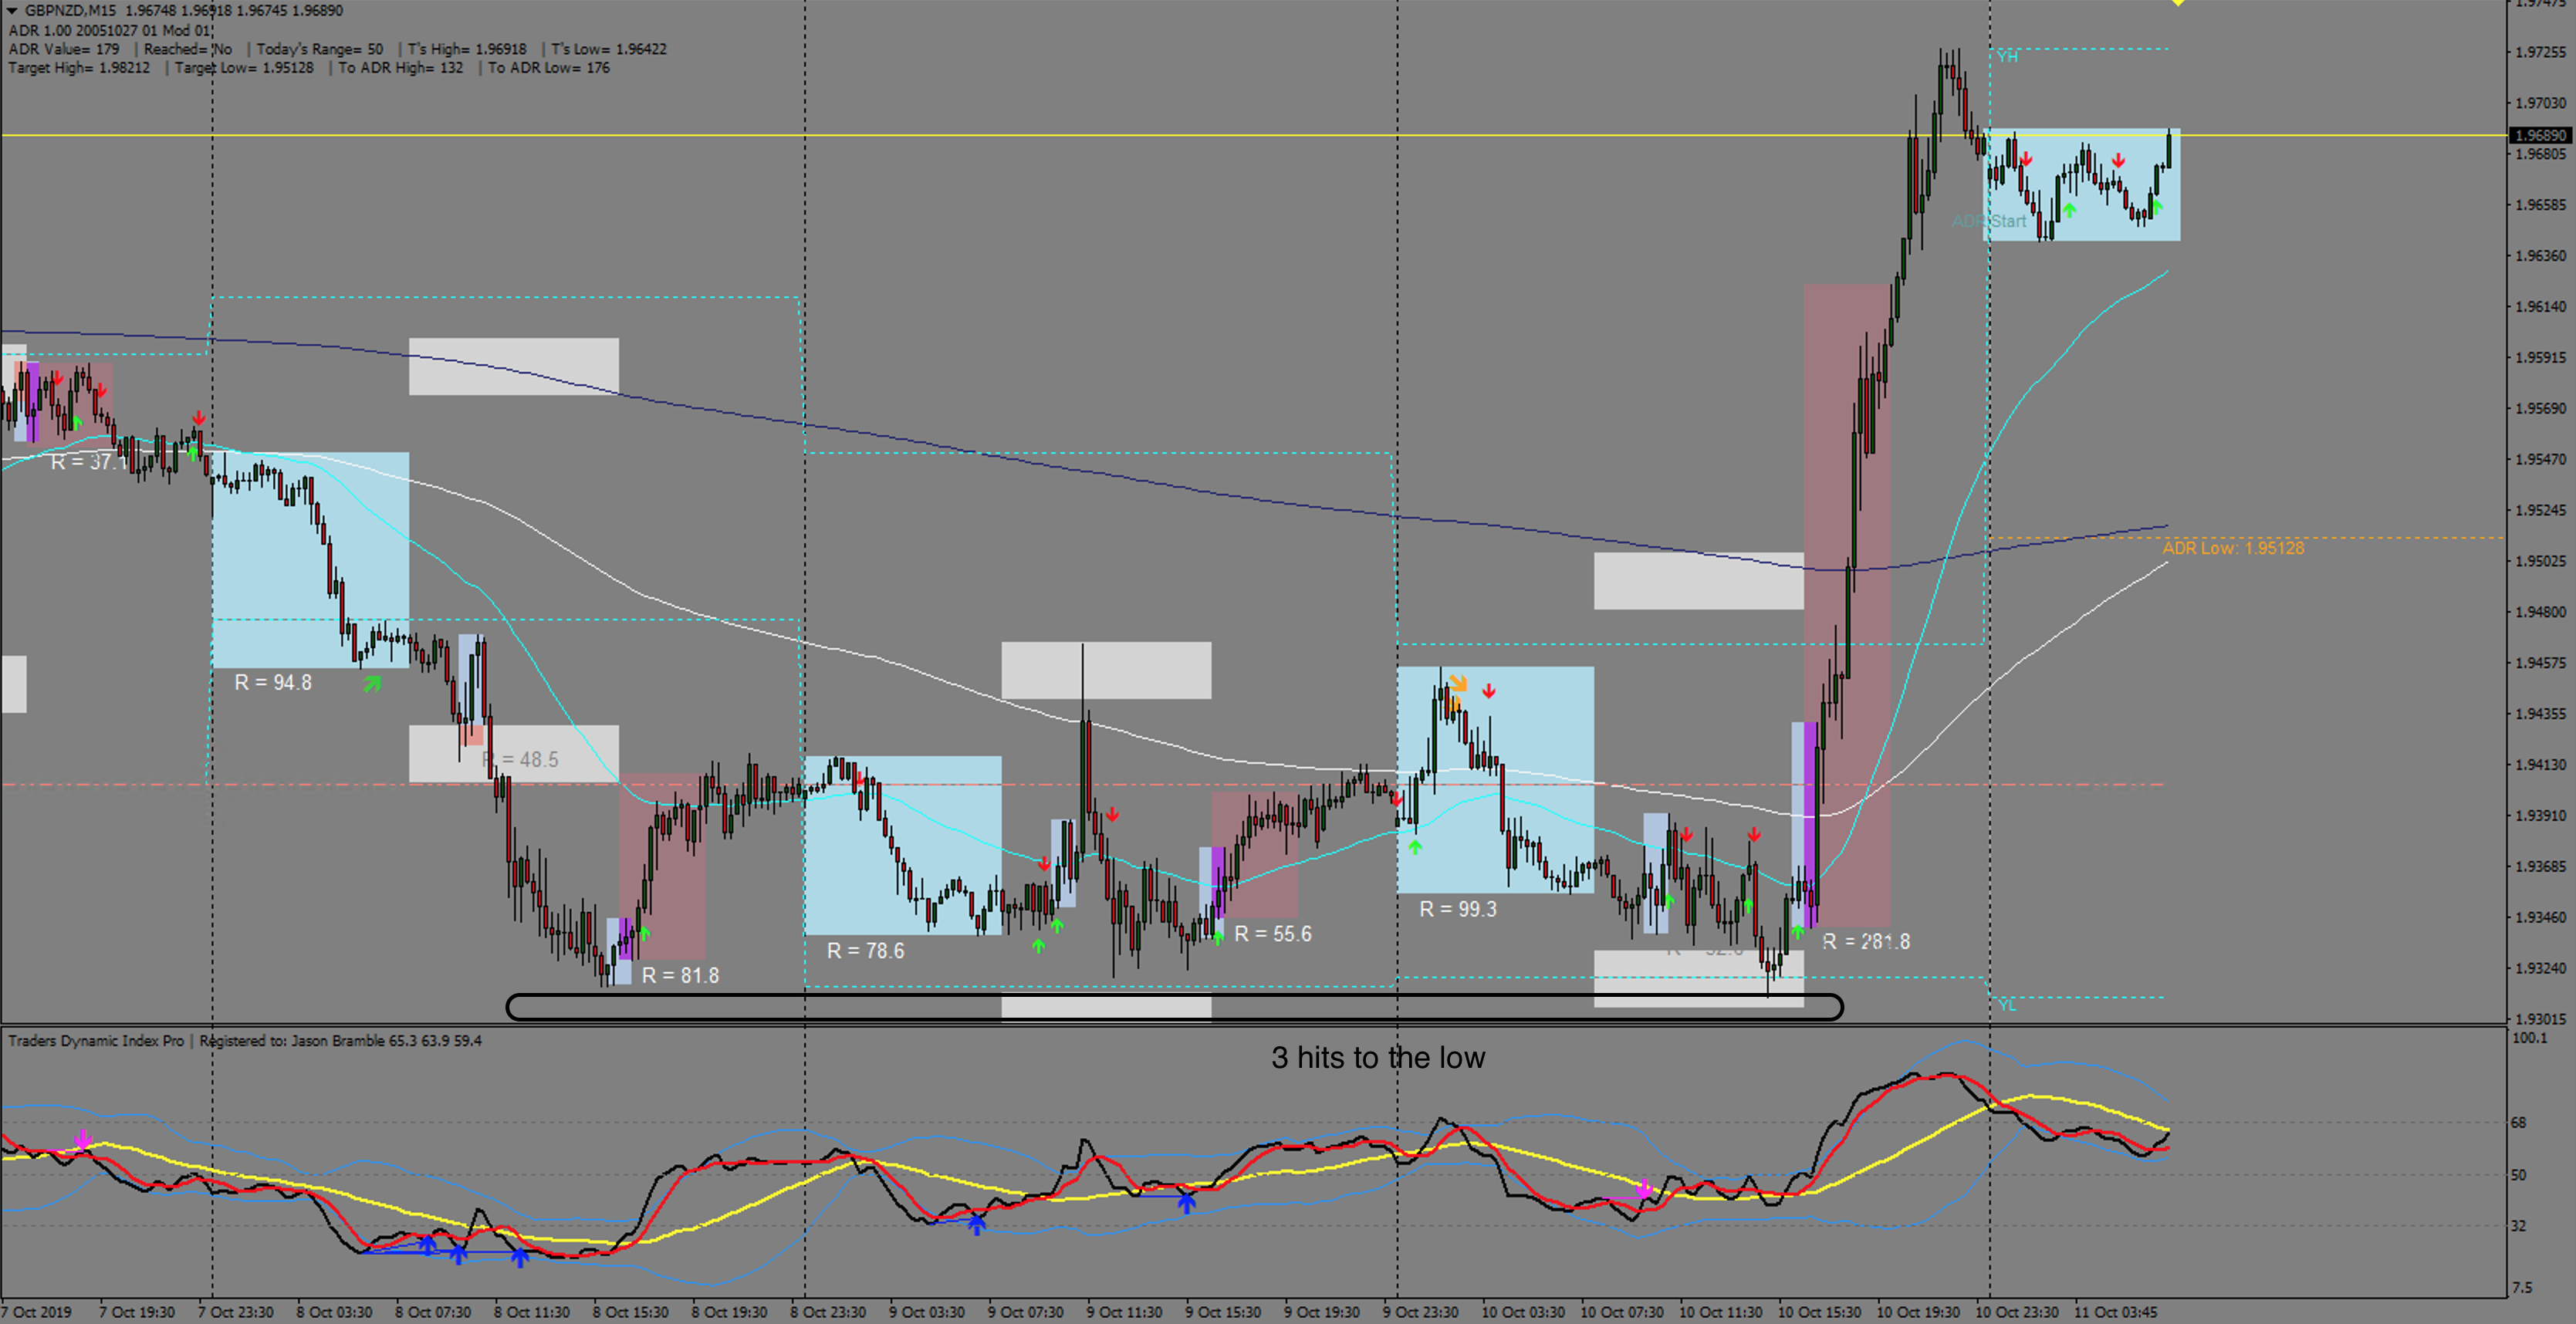 GBPNZD,M15 1.96748 1.96918 1.96745 1.96890
ADR 1.00 20051027 01 Mod 01
ADR Value= 179 | Reached= No | Today's Range= 50 | T's High= 1.96918 | T's Low= 1.96422
Target High= 1.98212 | Target Low= 1.95128 | To ADR High= 132 | To ADR Low= 176
1.97475
YH
1.97255
1.97030
1.96890
1.96805
ADR Start
1.96585
1.96360
1.96140
1.95915
1.95690
R = 37.1
1.95470
1.95245
ADR Low: 1.95128
1.95025
1.94800
R = 94.8
1.94575
1.94355
R = 48.5
1.94130
1.93910
1.93685
R = 99.3
1.93460
R = 55.6
R = 281.8
R = 78.6
R = 81.8
1.93240
YL
1.93015
Traders Dynamic Index Pro | Registered to: Jason Bramble 65.3 63.9 59.4
100.1
3 hits to the low
68
50
32
7.5
7 Oct 2019
7 Oct 19:30
7 Oct 23:30
8 Oct 03:30
8 Oct 07:30
8 Oct 11:30
8 Oct 15:30
8 Oct 19:30
8 Oct 23:30
9 Oct 03:30
9 Oct 07:30
9 Oct 11:30
9 Oct 15:30
9 Oct 19:30
9 Oct 23:30
10 Oct 03:30
10 Oct 07:30
10 Oct 11:30
10 Oct 15:30
10 Oct 19:30
10 Oct 23:30
11 Oct 03:45